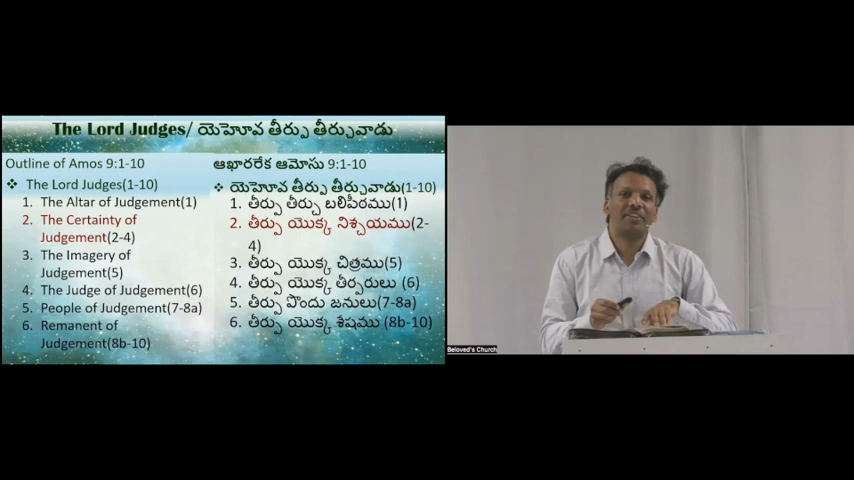 The Lord Judges/ యెహోవ తీర్పు తీర్చువాడు
Outline of Amos 9:1-10
❖ The Lord Judges(1-10)
1. The Altar of Judgement(1)
2. The Certainty of
Judgement(2-4)
3. The Imagery of
Judgement(5)
4. The Judge of Judgement(6)
5. People of Judgement(7-8a)
6. Remanent of
Judgement(8b-10)
ఆఖారరేక ఆమోసు 9:1-10
❖ యెహోవ తీర్పు తీర్చువాడు(1-10)
1. తీర్పు తీర్చు బలిపీఠము(1)
2. తీర్పు యొక్క నిశ్చయము(2-
4)
3. తీర్పు యొక్క చిత్రము(5)
4. తీర్పు యొక్క తీర్పరులు (6)
5. తీర్పు పొందు జనులు(7-8a)
6. తీర్పు యొక్క శేషము (8b-10)
Beloved's Church